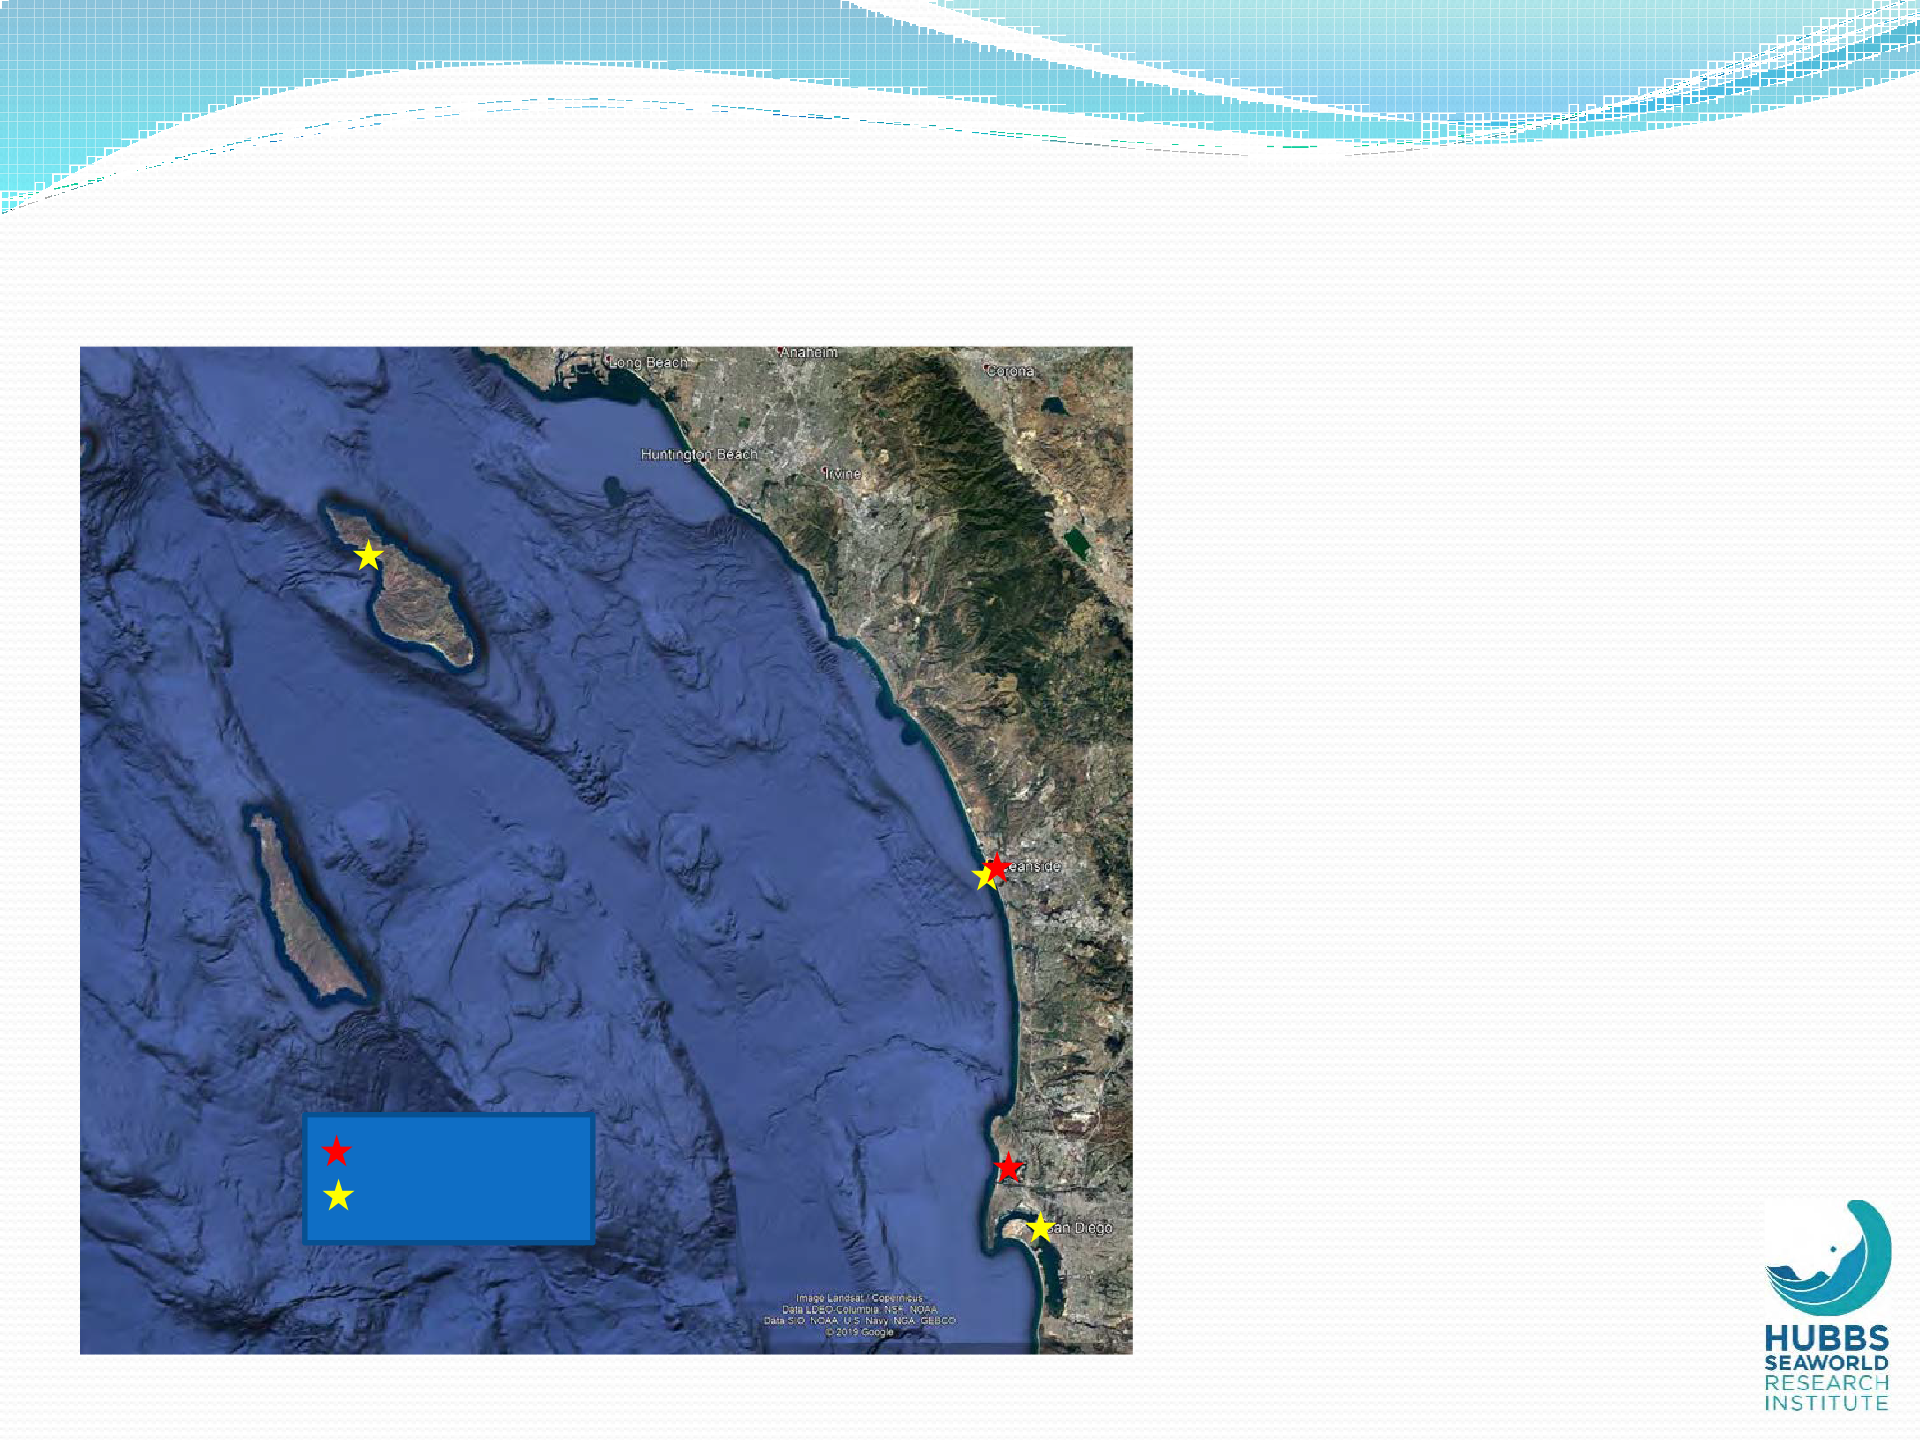 Long Beach
Anaheim
Corona
Huntington Beach
Irvine
eanside
San Diego
Image Landsat / Copernicus
Data LDEO-Columbia, NSF, NOAA
Data SIO, NOAA, U.S. Navy, NGA, GEBCO
© 2019 Google
HUBBS
SEAWORLD
RESEARCH
INSTITUTE